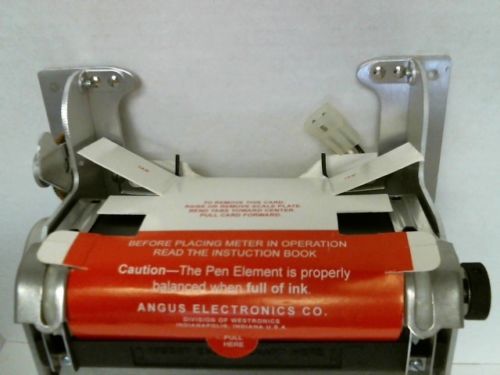 TO REMOVE THIS CARD.
RAISE OR REMOVE SCALE PLATE.
BEND TABS TOWARD CENTER.
PULL CARD FORWARD.
BEFORE PLACING METER IN OPERATION
READ THE INSTUCTION BOOK
Caution—The Pen Element is properly
balanced when full of ink.
ANGUS ELECTRONICS CO.
DIVISION OF WESTRONICS
INDIANAPOLIS, INDIANA U S A
PULL
HERE